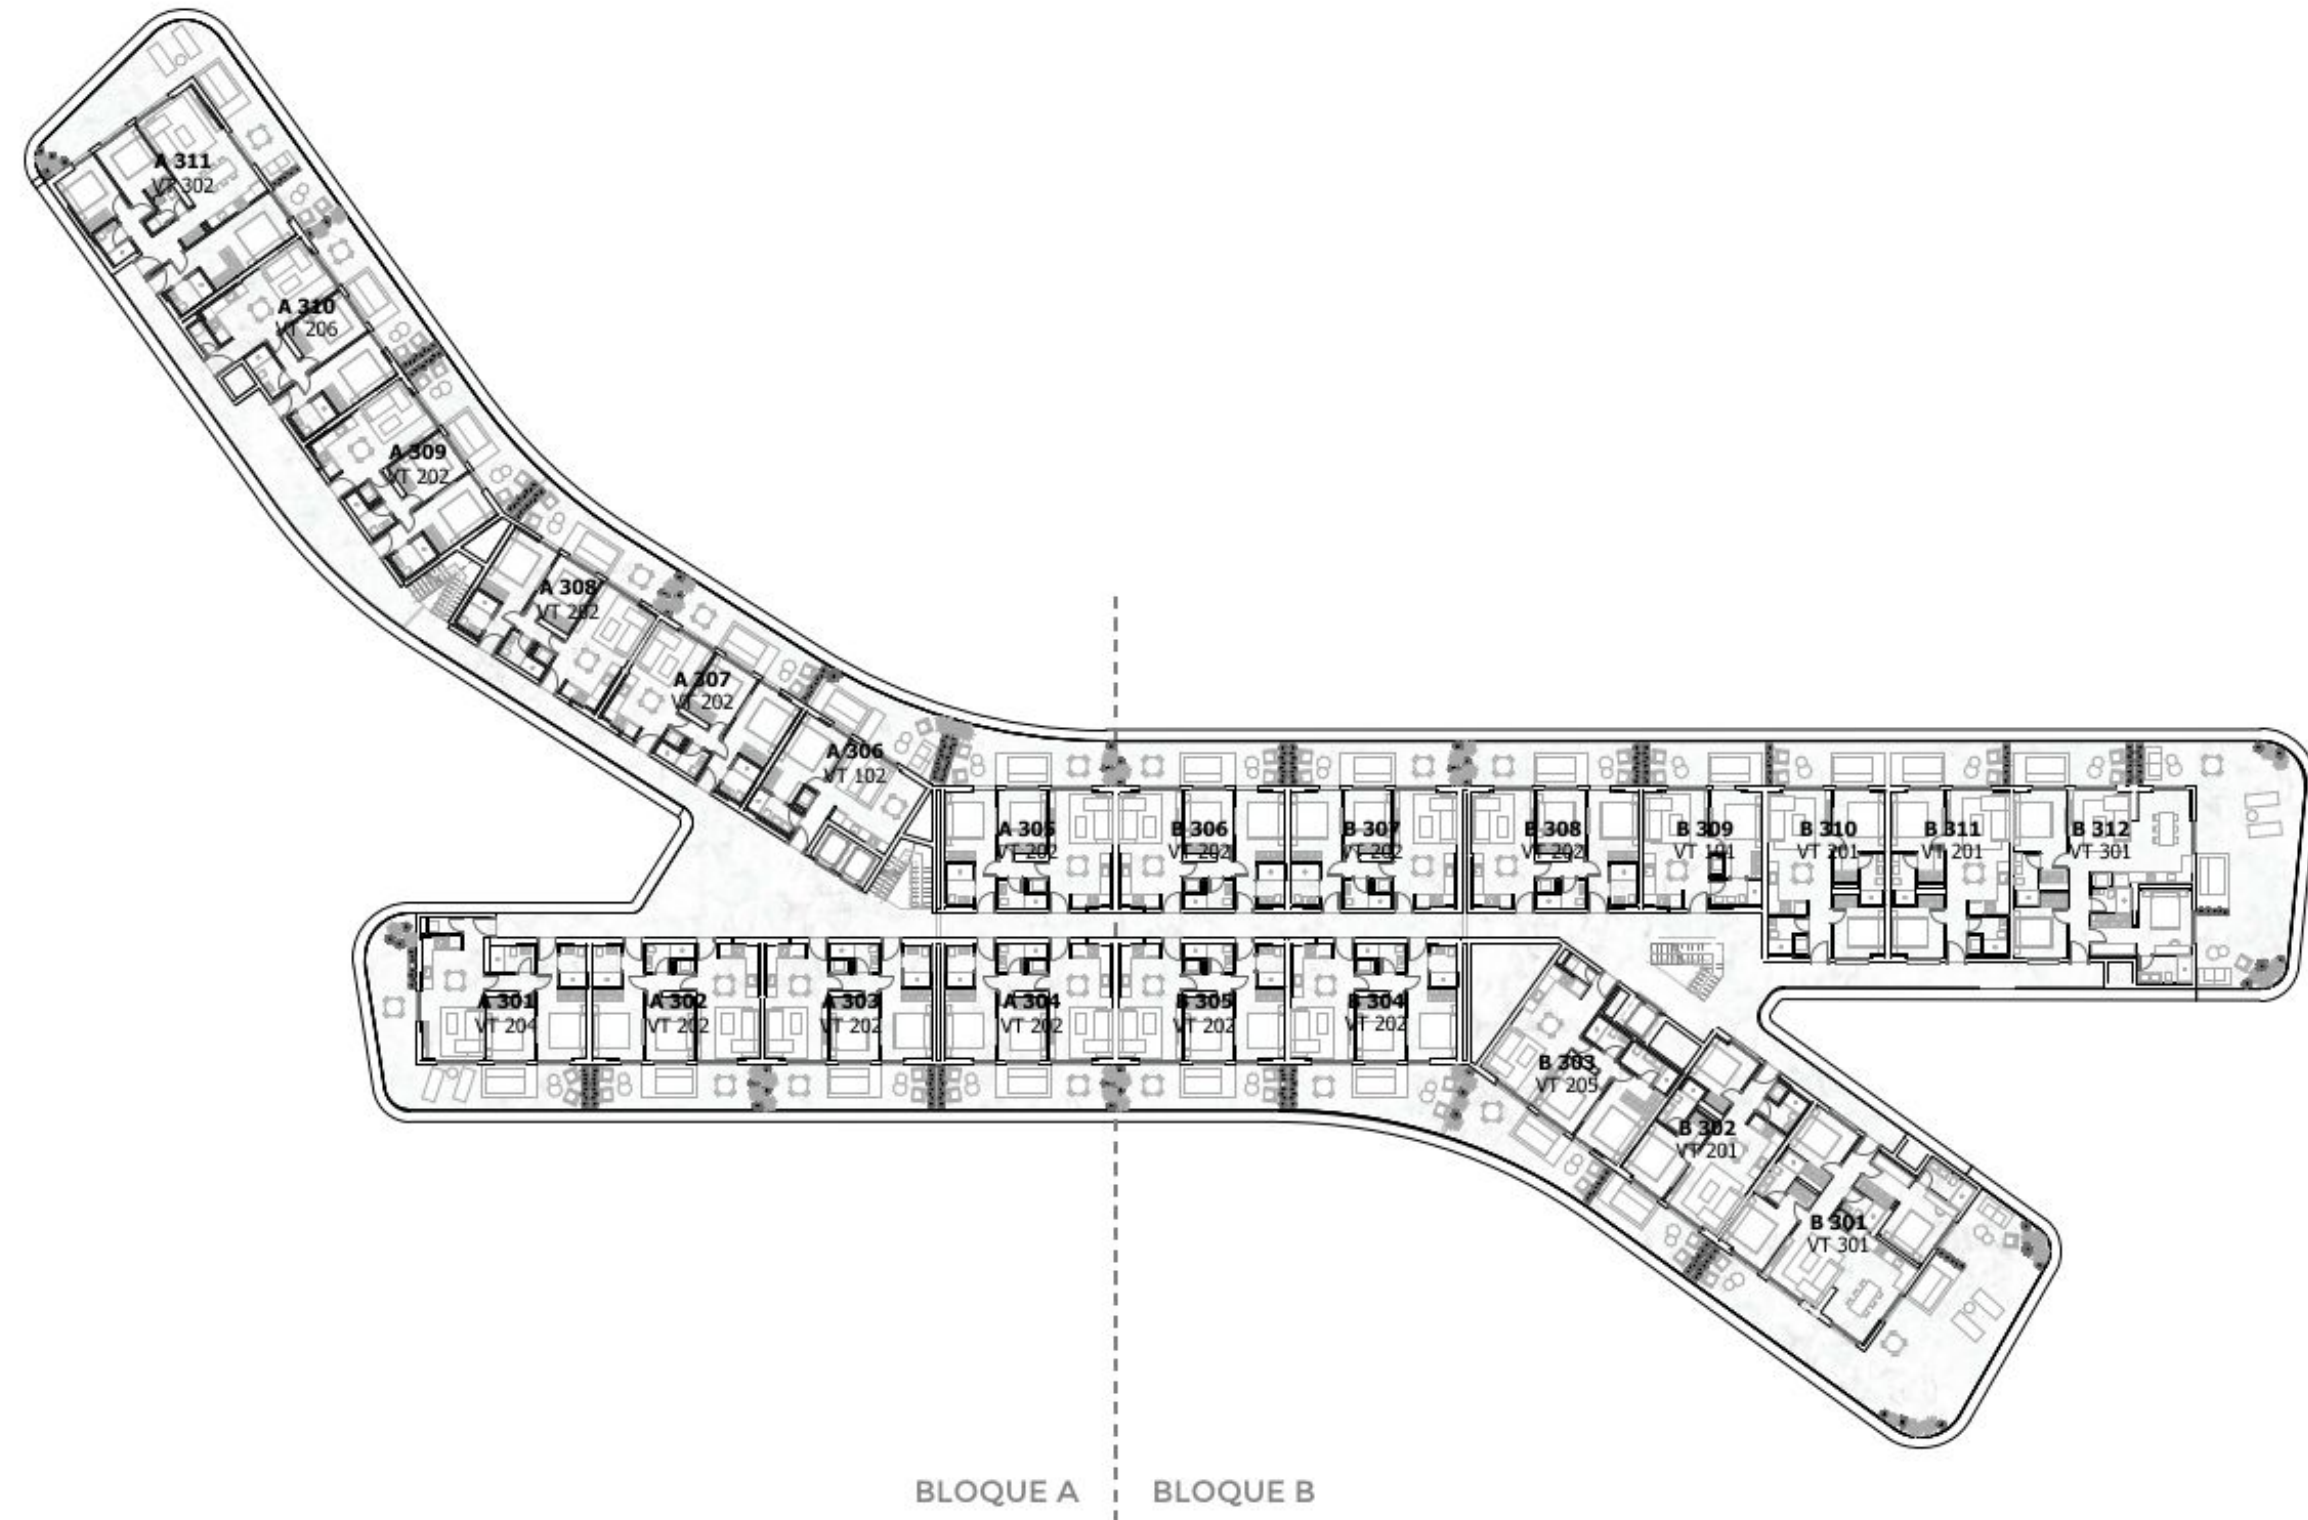 A 311
VT 302
A 310
VT 206
A 309
VT 202
A 308
VT 202
A 307
VT 202
A 306
VT 102
A 305
VT 202
B 306
VT 202
B 307
VT 202
B 308
VT 202
B 309
VT 101
B 310
VT 201
B 311
VT 201
B 312
VT 301
A 301
VT 204
A 302
VT 202
A 303
VT 202
A 304
VT 202
B 305
VT 202
B 304
VT 202
B 303
VT 205
B 302
VT 201
B 301
VT 301
BLOQUE A
BLOQUE B